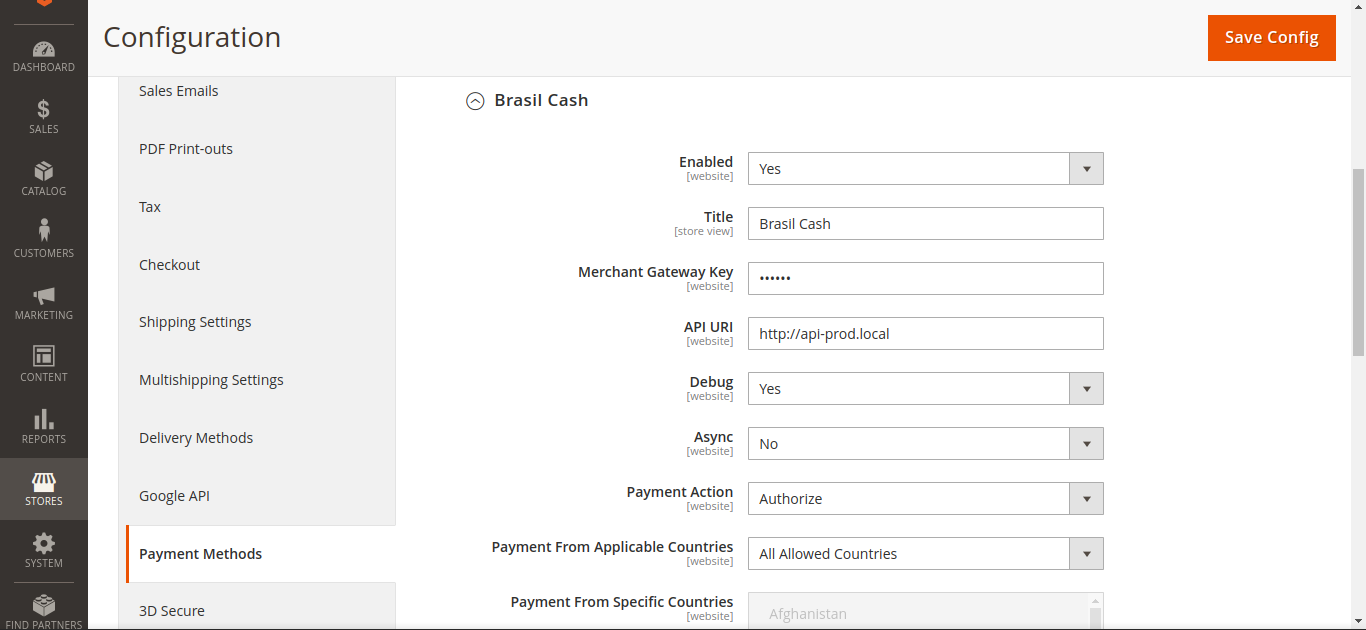 Configuration
Save Config
DASHBOARD
SALES
CATALOG
CUSTOMERS
MARKETING
CONTENT
REPORTS
STORES
SYSTEM
FIND PARTNERS
Sales Emails
PDF Print-outs
Tax
Checkout
Shipping Settings
Multishipping Settings
Delivery Methods
Google API
Payment Methods
3D Secure
Brasil Cash
Enabled
[website]
Yes
Title
[store view]
Brasil Cash
Merchant Gateway Key
[website]
••••••
API URI
[website]
http://api-prod.local
Debug
[website]
Yes
Async
[website]
No
Payment Action
[website]
Authorize
Payment From Applicable Countries
[website]
All Allowed Countries
Payment From Specific Countries
[website]
Afghanistan